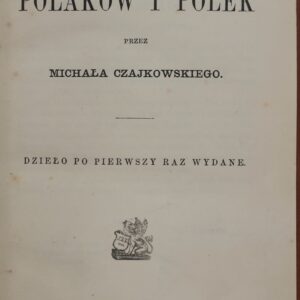 POLAKÓW I POLEK
PRZEZ
MICHAŁA CZAJKOWSKIEGO.
DZIEŁO PO PIERWSZY RAZ WYDANE.